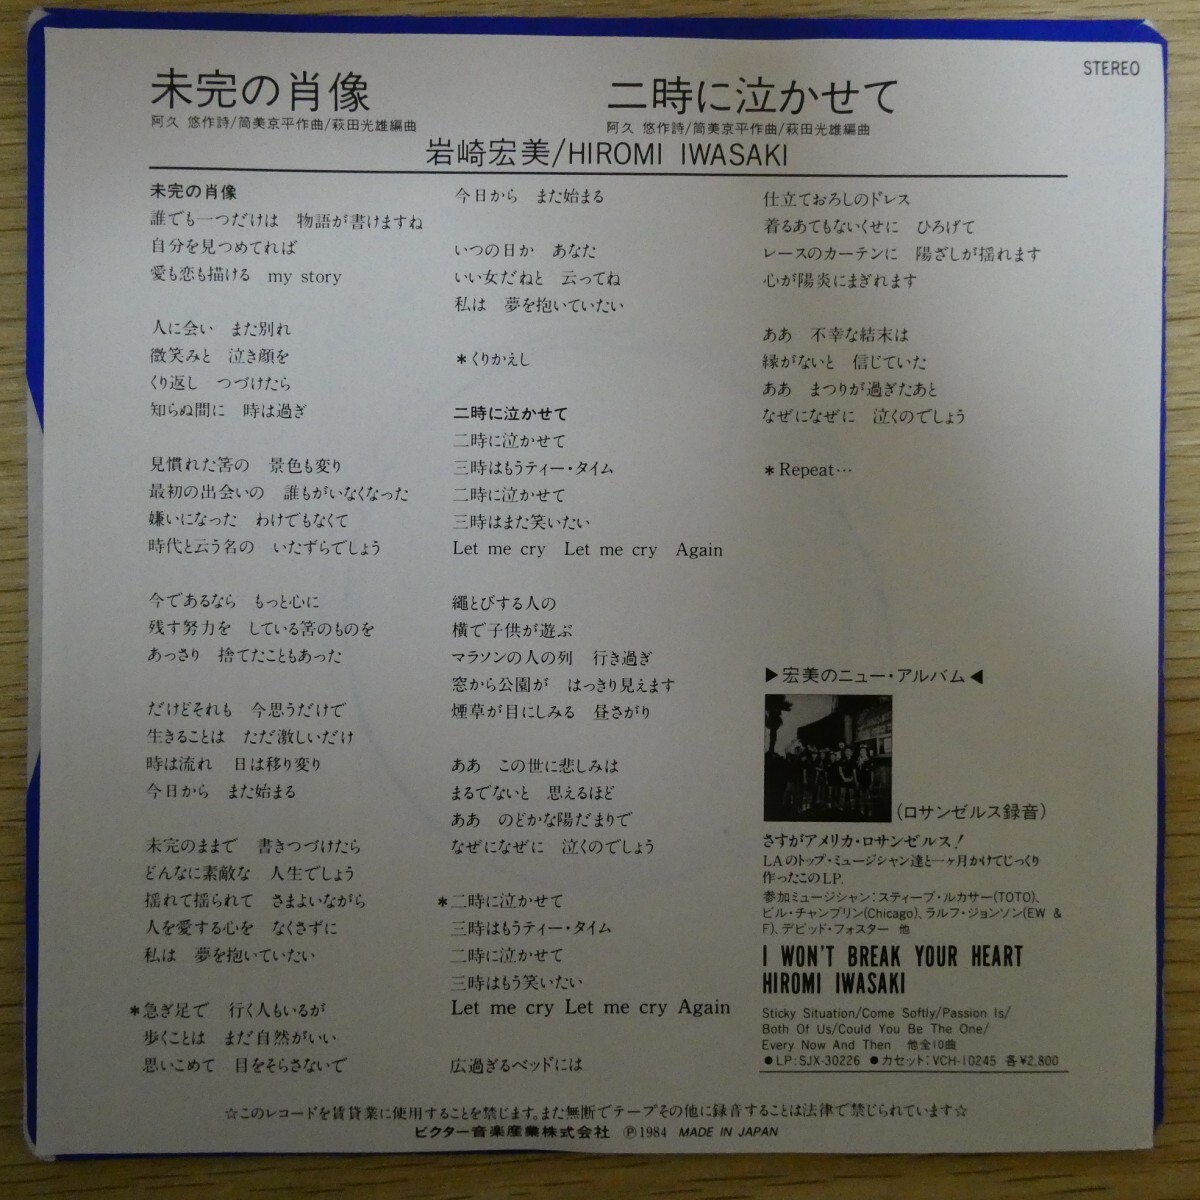 STEREO
未完の肖像
阿久 悠作詩/筒美京平作曲/萩田光雄編曲
二時に泣かせて
阿久 悠作詩/筒美京平作曲/萩田光雄編曲
岩崎宏美/HIROMI IWASAKI
未完の肖像
誰でも一つだけは 物語が書けますね
自分を見つめてれば
愛も恋も描ける my story
人に会い また別れ
微笑みと 泣き顔を
くり返し つづけたら
知らぬ間に 時は過ぎ
見慣れた筈の 景色も変り
最初の出会いの 誰もがいなくなった
嫌いになった わけでもなくて
時代と云う名の いたずらでしょう
今であるなら もっと心に
残す努力を している筈のものを
あっさり 捨てたこともあった
だけどそれも 今思うだけで
生きることは ただ激しいだけ
時は流れ 日は移り変り
今日から また始まる
未完のままで 書きつづけたら
どんなに素敵な 人生でしょう
揺れて揺られて さまよいながら
人を愛する心を なくさずに
私は 夢を抱いていたい
*急ぎ足で 行く人もいるが
歩くことは まだ自然がいい
思いこめて 目をそらさないで
今日から また始まる
いつの日か あなた
いい女だねと 云ってね
私は 夢を抱いていたい
*くりかえし
二時に泣かせて
二時に泣かせて
三時はもうティー・タイム
二時に泣かせて
三時はまた笑いたい
Let me cry Let me cry Again
縄とびする人の
横で子供が遊ぶ
マラソンの人の列 行き過ぎ
窓から公園が はっきり見えます
煙草が目にしみる 昼さがり
ああ この世に悲しみは
まるでないと 思えるほど
ああ のどかな陽だまりで
なぜになぜに 泣くのでしょう
*二時に泣かせて
三時はもうティー・タイム
二時に泣かせて
三時はもう笑いたい
Let me cry Let me cry Again
広過ぎるベッドには
仕立ておろしのドレス
着るあてもないくせに ひろげて
レースのカーテンに 陽ざしが揺れます
心が陽炎にまぎれます
ああ 不幸な結末は
縁がないと 信じていた
ああ まつりが過ぎたあと
なぜになぜに 泣くのでしょう
*Repeat…
▶宏美のニュー・アルバム◀
(ロサンゼルス録音)
さすがアメリカ・ロサンゼルス!
LAのトップ・ミュージシャン達と一ヶ月かけてじっくり
作ったこのLP.
参加ミュージシャン:スティーブ・ルカサー(TOTO)、
ビル・チャンプリン(Chicago)、ラルフ・ジョンソン(EW &
F)、デビッド・フォスター 他
I WON'T BREAK YOUR HEART
HIROMI IWASAKI
Sticky Situation/Come Softly/Passion Is/
Both Of Us/Could You Be The One/
Every Now And Then 他全10曲
●LP:SJX-30226 ●カセット:VCH-10245 各¥2,800
☆このレコードを賃貸業に使用することを禁じます。また無断でテープその他に録音することは法律で禁じられています☆
ビクター音楽産業株式会社 Ⓟ1984 MADE IN JAPAN